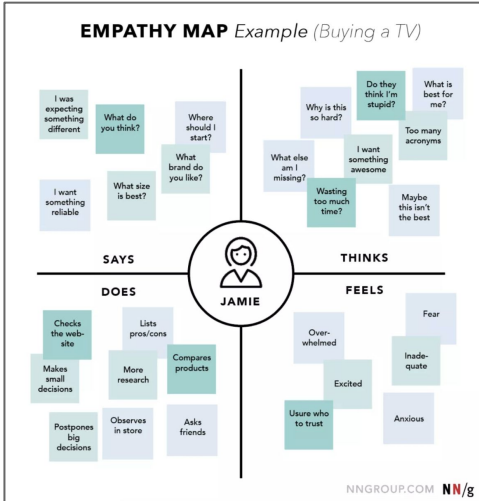 EMPATHY MAP Example (Buying a TV)
I was
expecting
something
different
What do
you think?
Where
should I
start?
What
brand do
you like?
What size
is best?
I want
something
reliable
SAYS
Do they
think I'm
stupid?
What is
best for
me?
Why is this
so hard?
Too many
acronyms
I want
something
awesome
What else
am I
missing?
Wasting
too much
time?
Maybe
this isn't
the best
THINKS
JAMIE
DOES
Checks
the web-
site
Lists
pros/cons
Makes
small
decisions
More
research
Compares
products
Postpones
big
decisions
Observes
in store
Asks
friends
FEELS
Fear
Over-
whelmed
Inade-
quate
Excited
Usure who
to trust
Anxious
NNGROUP.COM NN/g